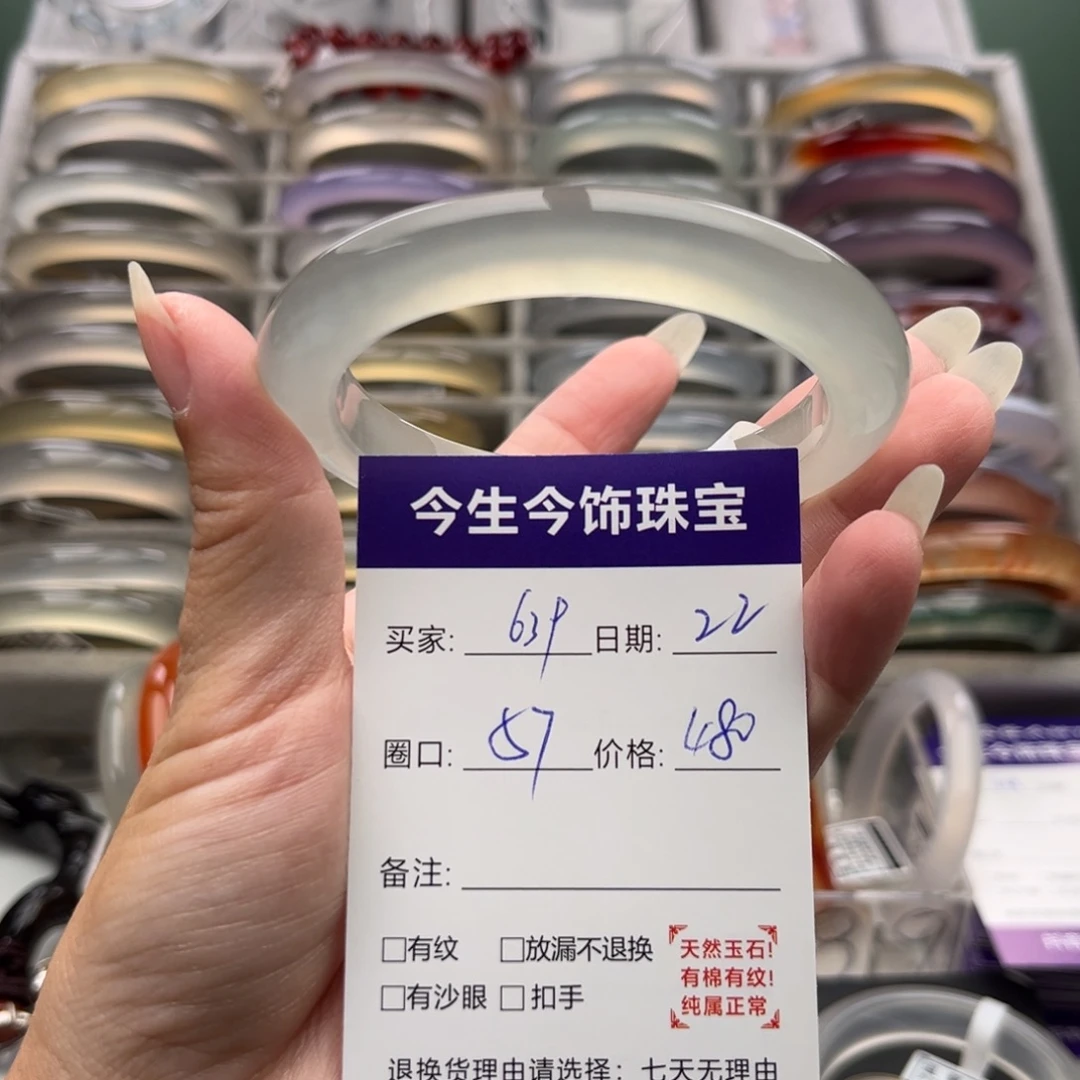 今生今饰珠宝
买家: 639 日期: 22
圈口: 57 价格: 480
备注:
□有纹 □放漏不退换
□有沙眼 □扣手
天然玉石!
有棉有纹!
纯属正常
退换货理由请选择：七天无理由